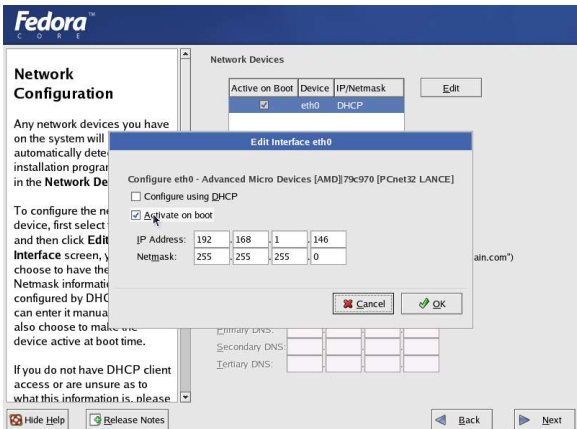 Fedora™
CORE
Network
Configuration
Any network devices you have
on the system will
automatically dete
installation progra
in the Network De
To configure the ne
device, first select
and then click Edit
Interface screen, y
choose to have the
Netmask informati
configured by DHC
can enter it manua
also choose to make the
device active at boot time.
If you do not have DHCP client
access or are unsure as to
what this information is, please
Network Devices
Active on Boot Device IP/Netmask
eth0 DHCP
Edit
Edit Interface eth0
Configure eth0 - Advanced Micro Devices [AMD]|79c970 [PCnet32 LANCE]
Configure using DHCP
Activate on boot
IP Address: 192 . 168 . 1 . 146
Netmask: 255 . 255 . 255 . 0
Cancel OK
ain.com")
Primary DNS:
Secondary DNS:
Tertiary DNS:
Hide Help Release Notes Back Next